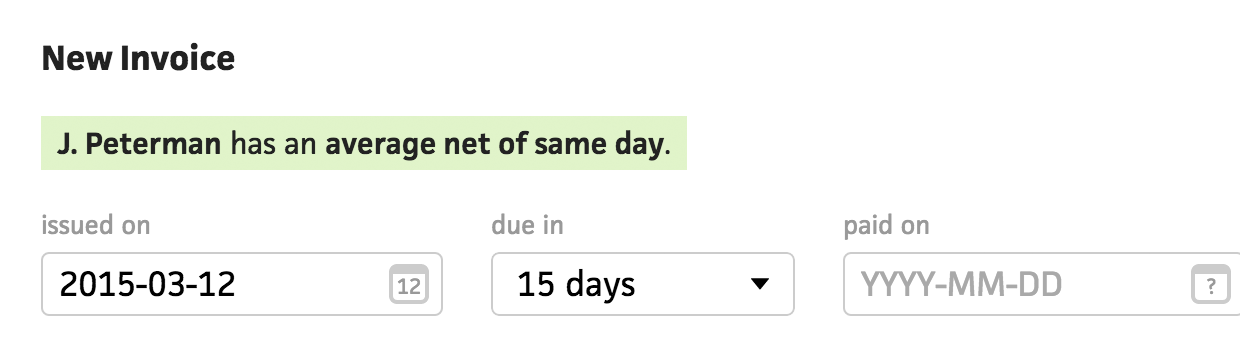 New Invoice
J. Peterman has an average net of same day.
issued on due in paid on
2015-03-12 12 15 days YYYY-MM-DD ?